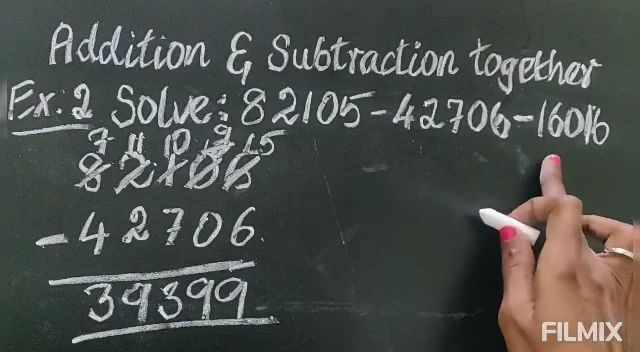 Addition & Subtraction together
Ex: 2 Solve: 82105-42706-16016
7 11 10 9 15
82105
- 42706
39399
FILMIX